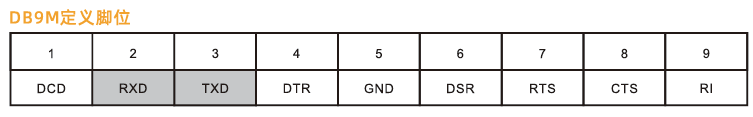 DB9M定义脚位
1 2 3 4 5 6 7 8 9
DCD RXD TXD DTR GND DSR RTS CTS RI